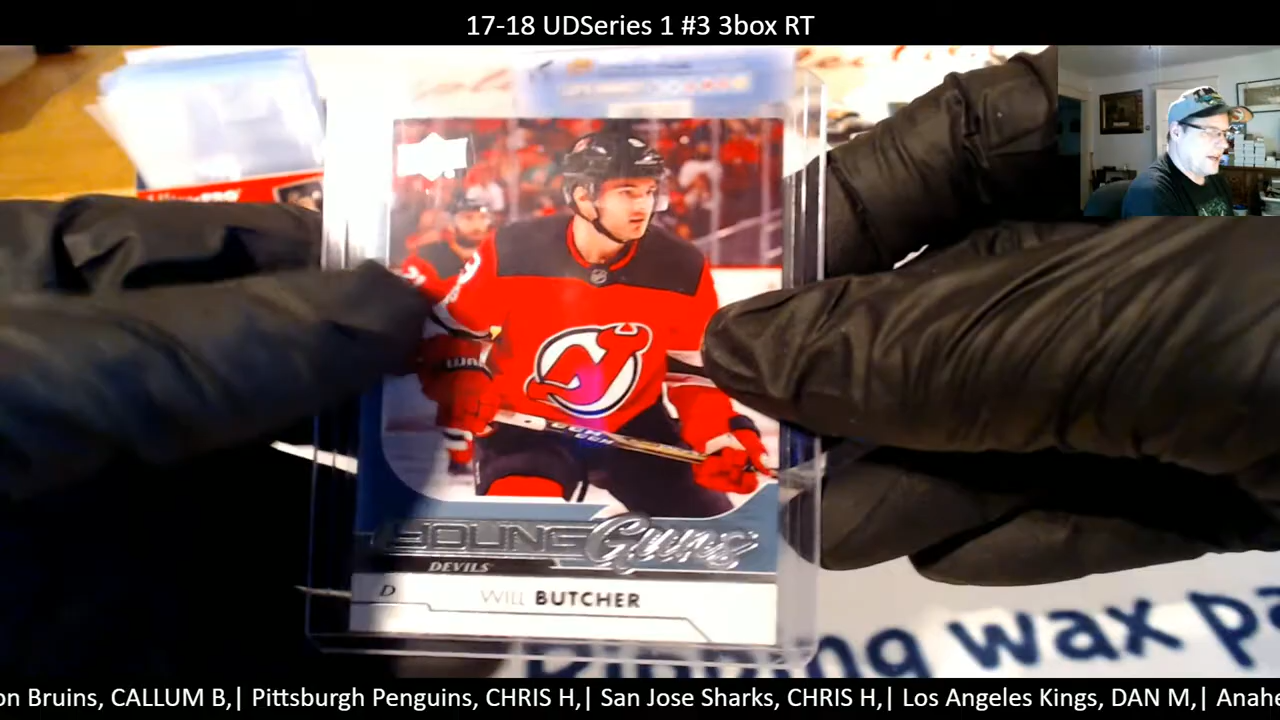 17-18 UDSeries 1 #3 3box RT
YOUNG Guns
DEVILS
D WILL BUTCHER
wax pa
on Bruins, CALLUM B,| Pittsburgh Penguins, CHRIS H,| San Jose Sharks, CHRIS H,| Los Angeles Kings, DAN M,| Anahe